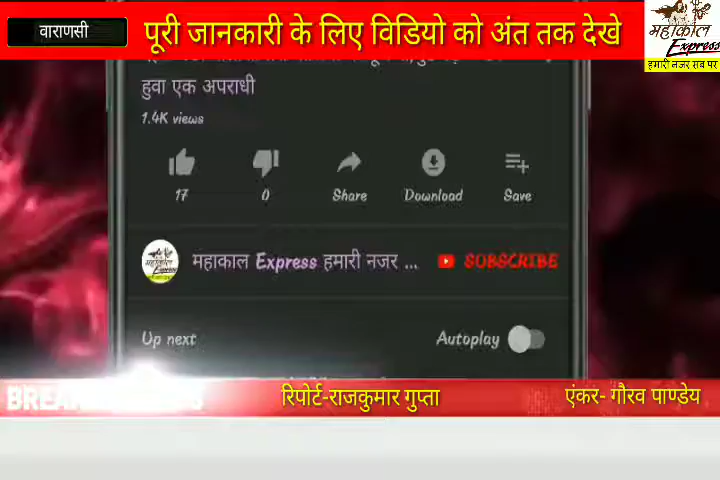 वाराणसी
पूरी जानकारी के लिए विडियो को अंत तक देखे
महाकाल
Express
हमारी नजर सब पर
हुवा एक अपराधी
1.4K views
17 0 Share Download Save
महाकाल Express हमारी नजर ...
SUBSCRIBE
Up next Autoplay
रिपोर्ट-राजकुमार गुप्ता
एंकर- गौरव पाण्डेय